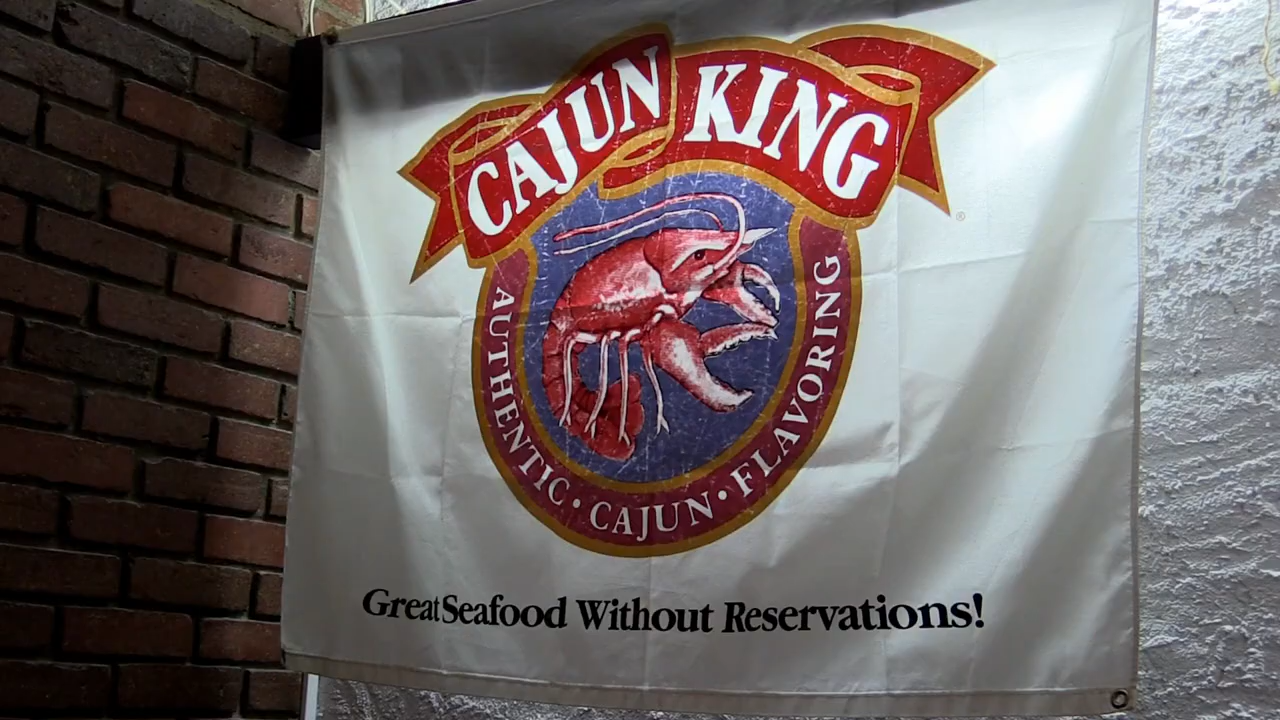 CAJUN KING
®
AUTHENTIC • CAJUN • FLAVORING
Great Seafood Without Reservations!